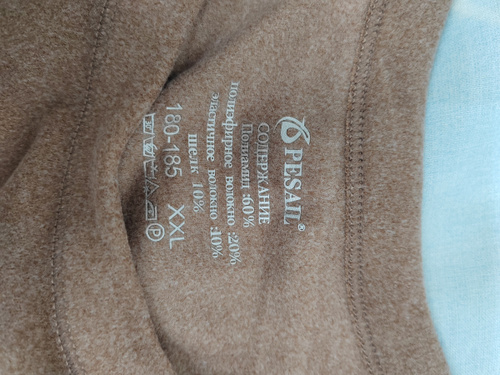 PESAIL®
СОДЕРЖАНИЕ
Полиамид :60%
полиэфирное волокно :20%
эластичное волокно :10%
шелк 10%
180-185 XXL
P